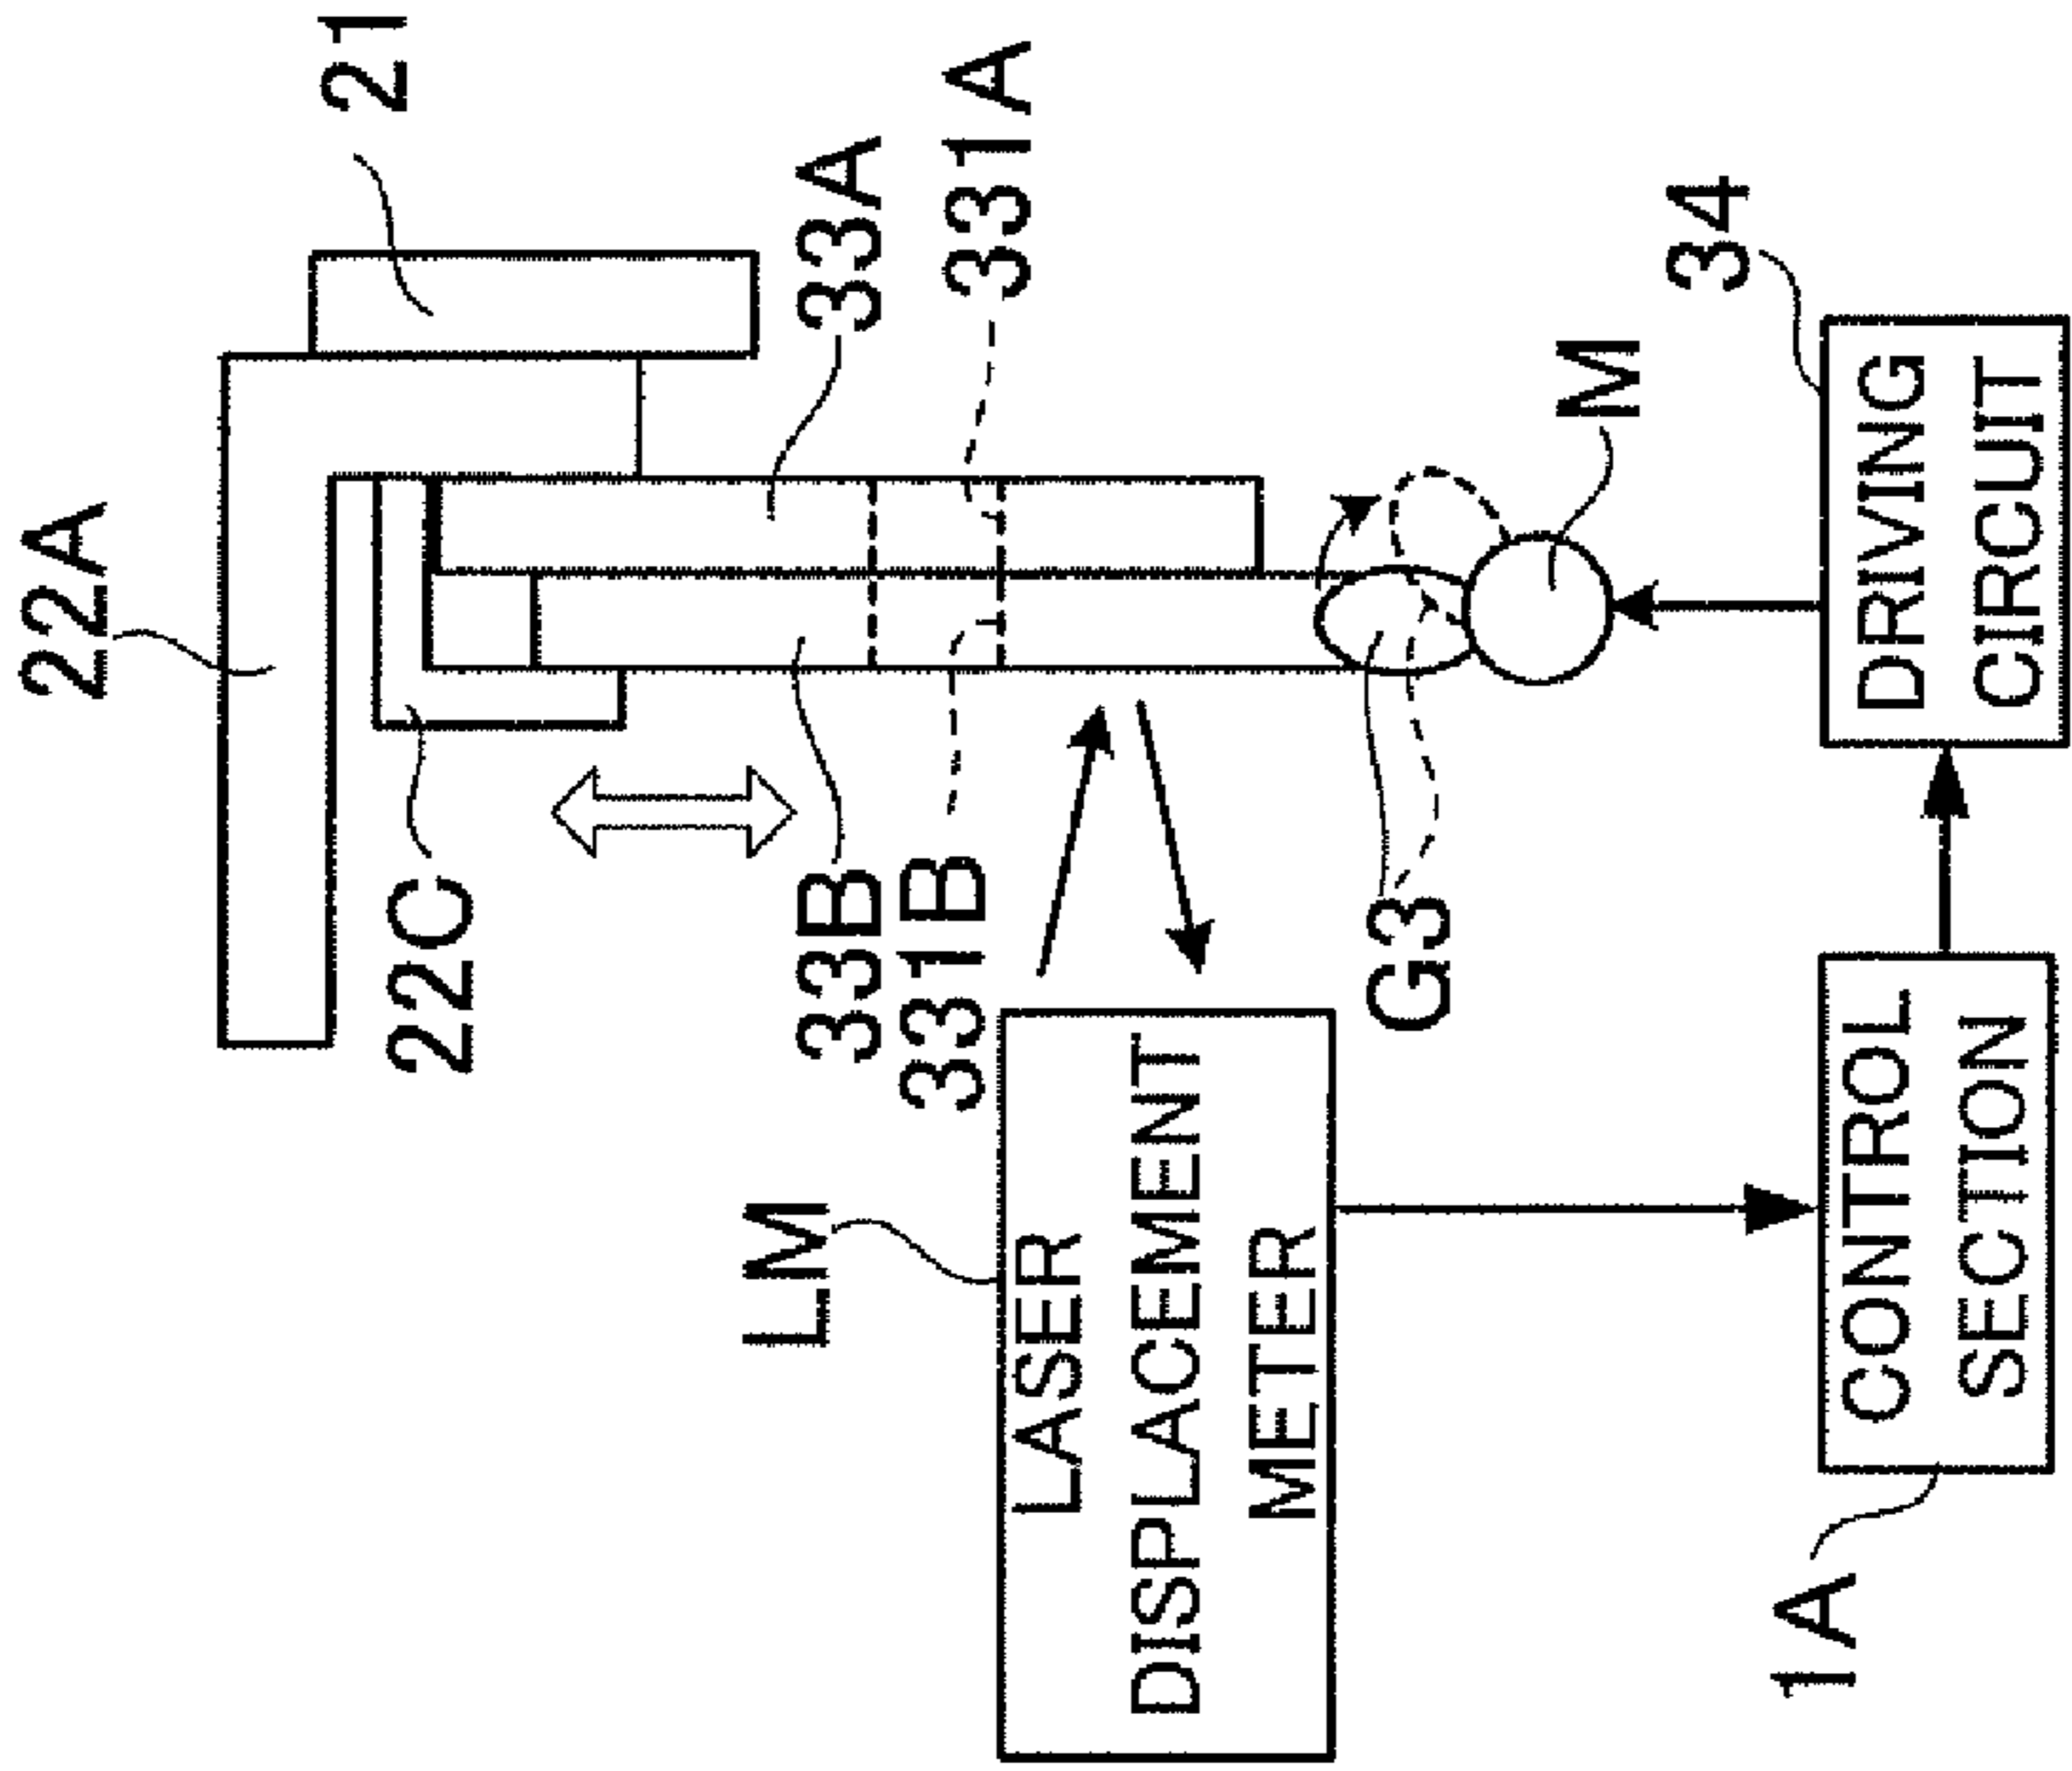 22A
21
22C
33A
33B
331A
331B
LM
LASER
DISPLACEMENT
METER
G3
M
34
DRIVING
CIRCUIT
CONTROL
SECTION
1A